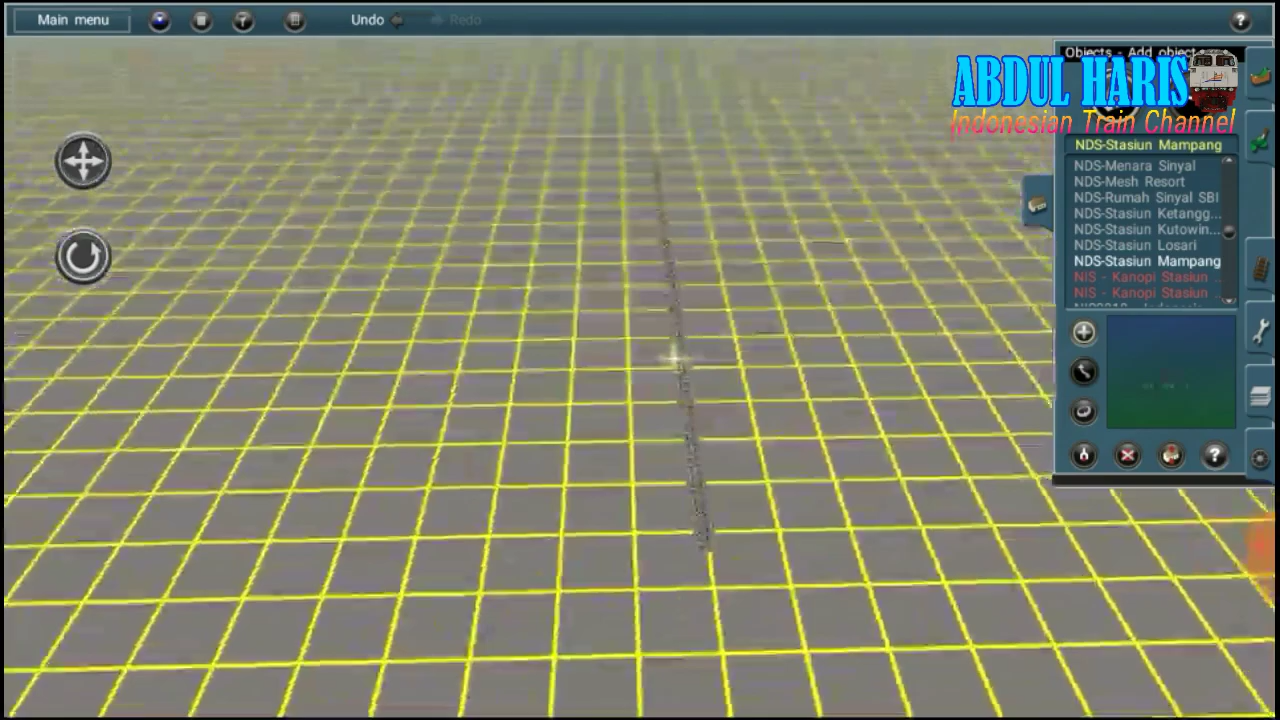 Main menu
Undo
Redo
?
Objects - Add object
ABDUL HARIS
Indonesian Train Channel
NDS-Stasiun Mampang
NDS-Menara Sinyal
NDS-Mesh Resort
NDS-Rumah Sinyal SBI
NDS-Stasiun Ketangg...
NDS-Stasiun Kutowin...
NDS-Stasiun Losari
NDS-Stasiun Mampang
NIS - Kanopi Stasiun ..
NIS - Kanopi Stasiun ..
?